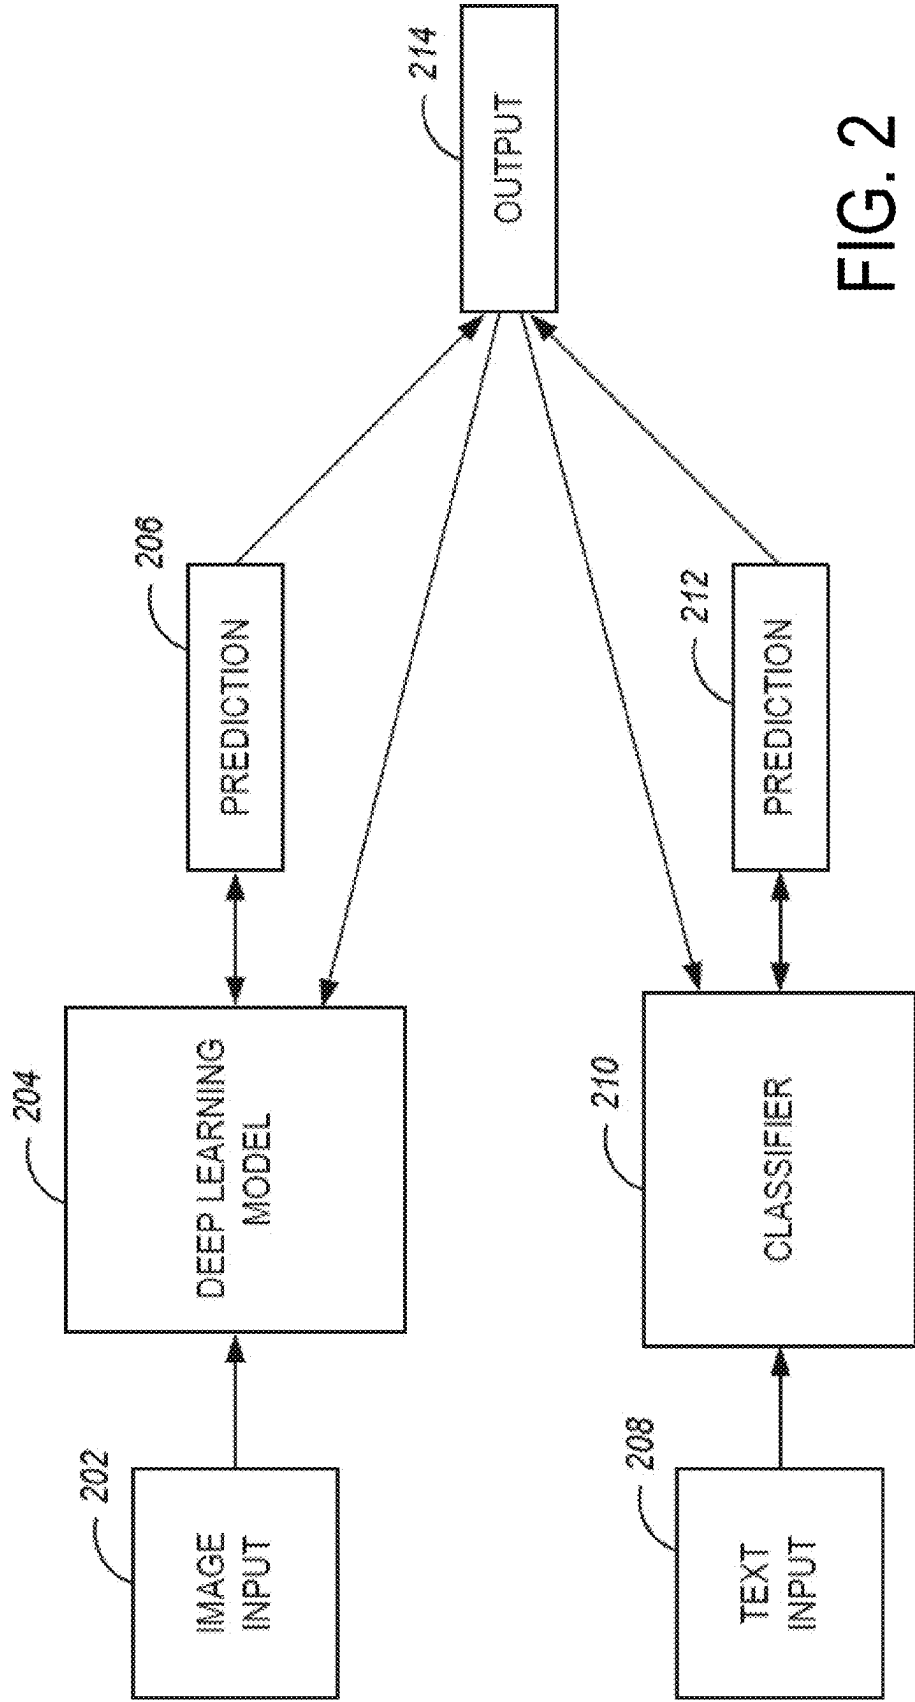 202
IMAGE
INPUT
204
DEEP LEARNING
MODEL
206
PREDICTION
208
TEXT
INPUT
210
CLASSIFIER
212
PREDICTION
214
OUTPUT
FIG. 2